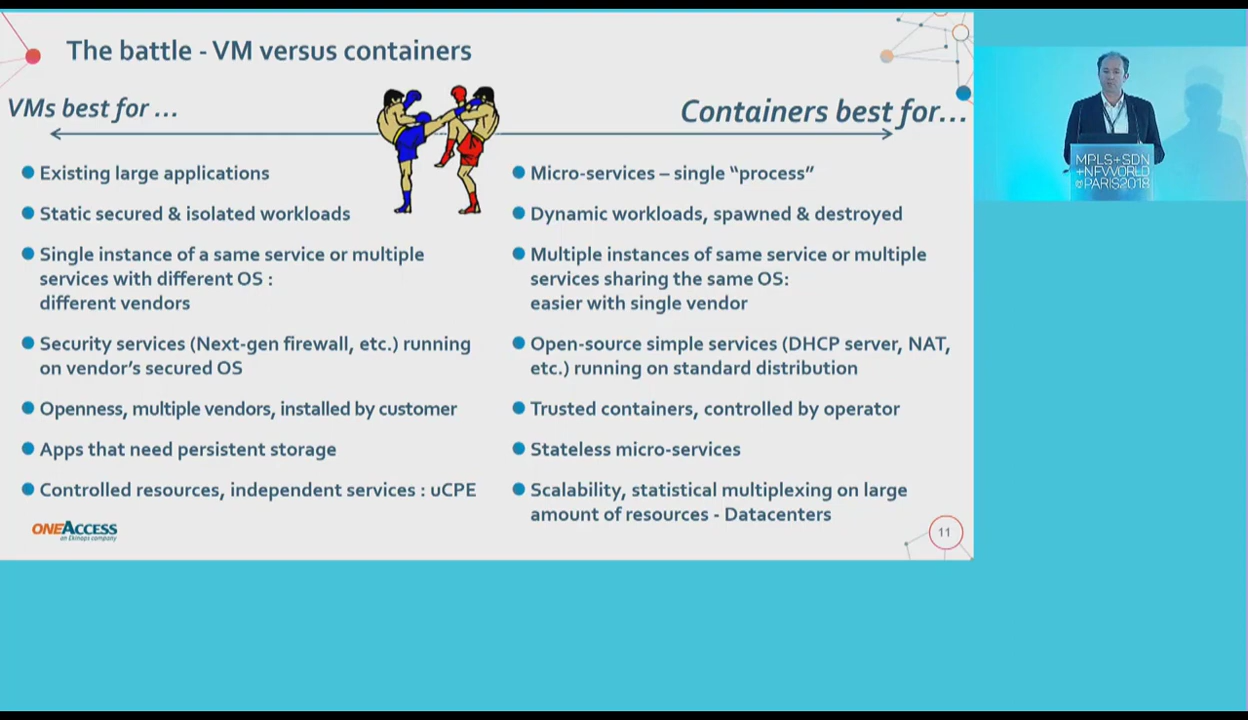 The battle - VM versus containers
VMs best for ...
Containers best for...
Existing large applications
Static secured & isolated workloads
Single instance of a same service or multiple
services with different OS :
different vendors
Security services (Next-gen firewall, etc.) running
on vendor's secured OS
Openness, multiple vendors, installed by customer
Apps that need persistent storage
Controlled resources, independent services : uCPE
Micro-services – single “process”
Dynamic workloads, spawned & destroyed
Multiple instances of same service or multiple
services sharing the same OS:
easier with single vendor
Open-source simple services (DHCP server, NAT,
etc.) running on standard distribution
Trusted containers, controlled by operator
Stateless micro-services
Scalability, statistical multiplexing on large
amount of resources - Datacenters
ONEACCESS
an Ekinops company
11
MPLS+SDN
+NFVWORLD
@PARIS2018